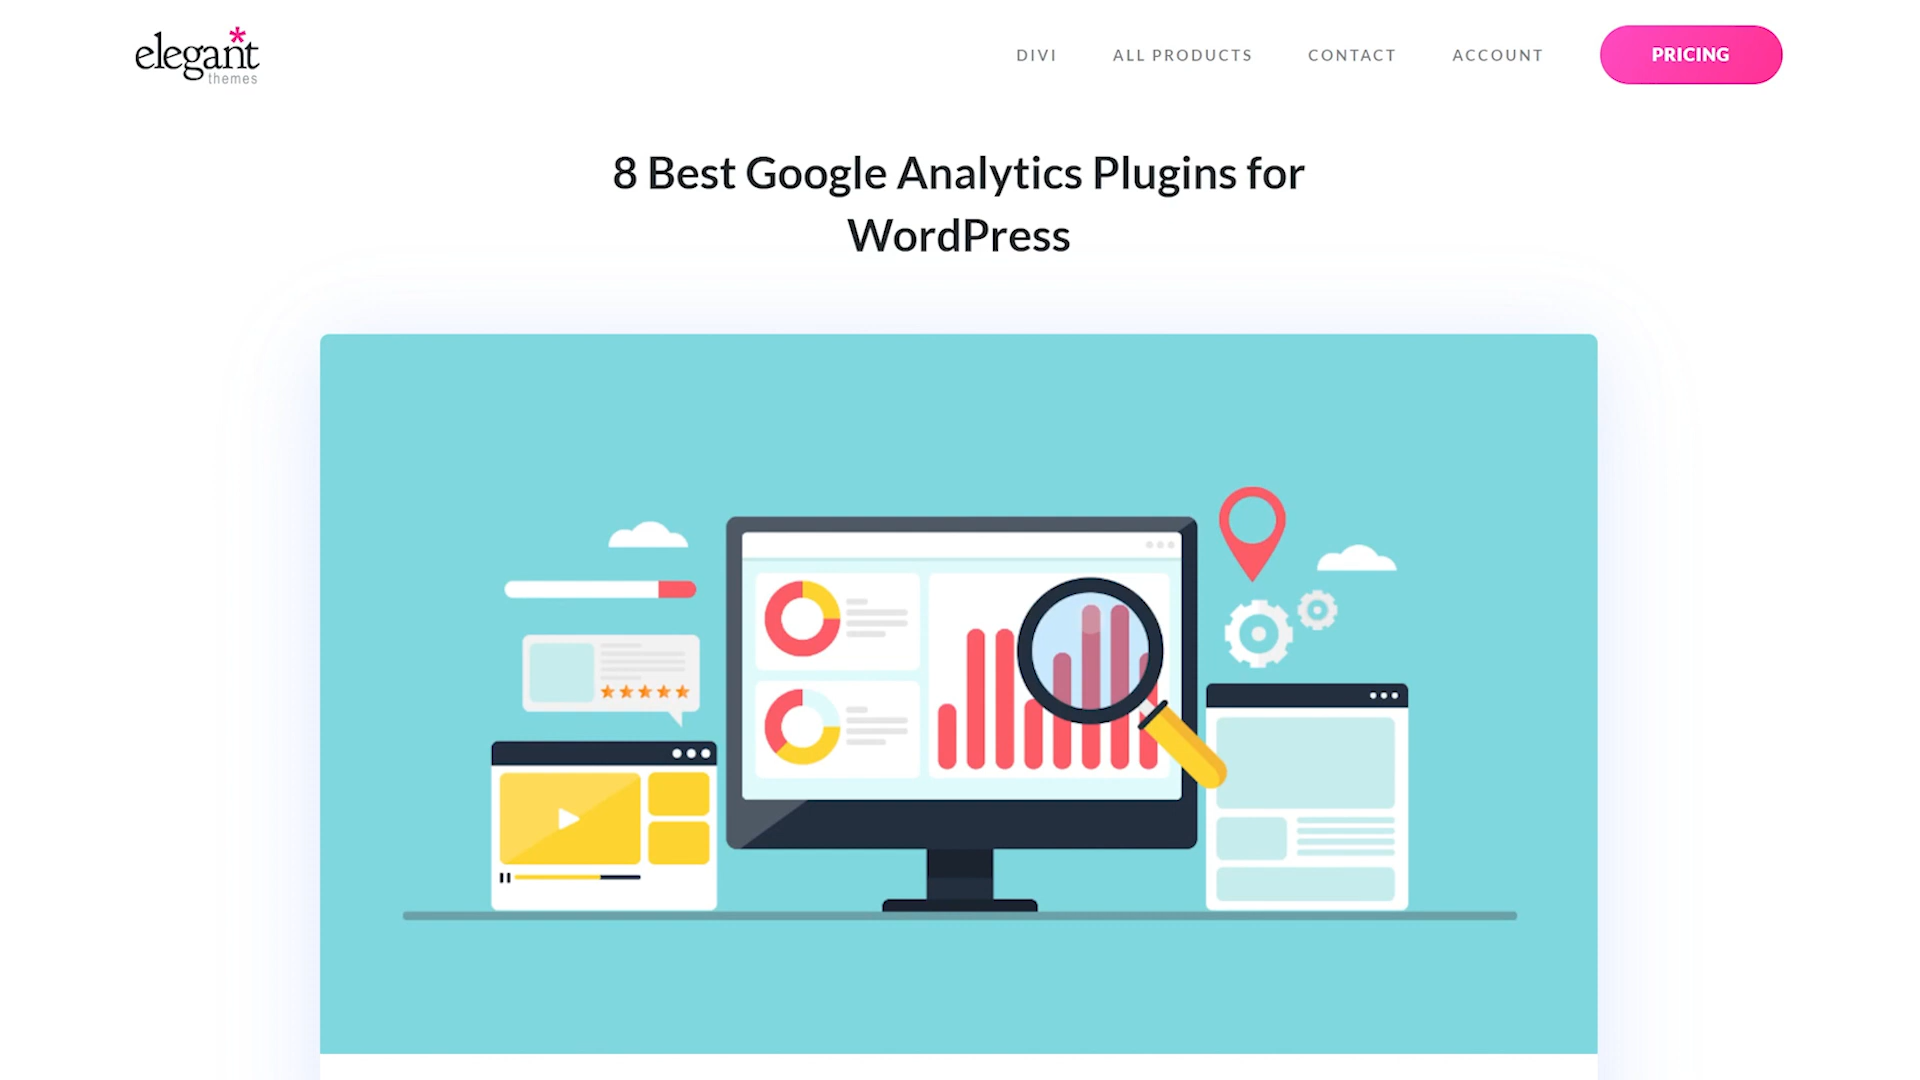 elegant
themes
DIVI
ALL PRODUCTS
CONTACT
ACCOUNT
PRICING
8 Best Google Analytics Plugins for
WordPress